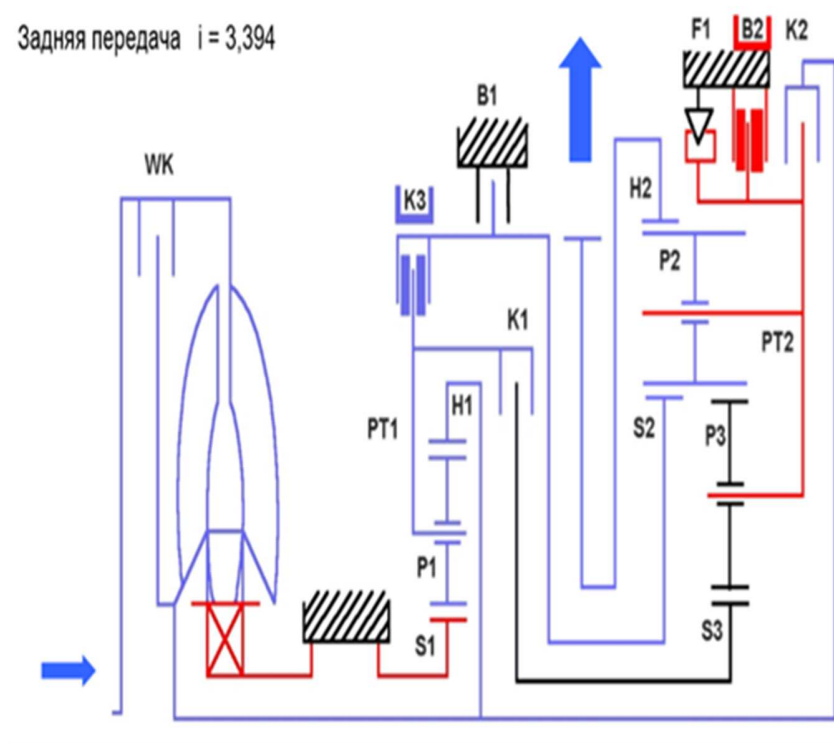 Задняя передача i = 3,394
F1
B2
K2
B1
WK
H2
K3
P2
K1
PT2
H1
PT1
S2
P3
P1
S1
S3